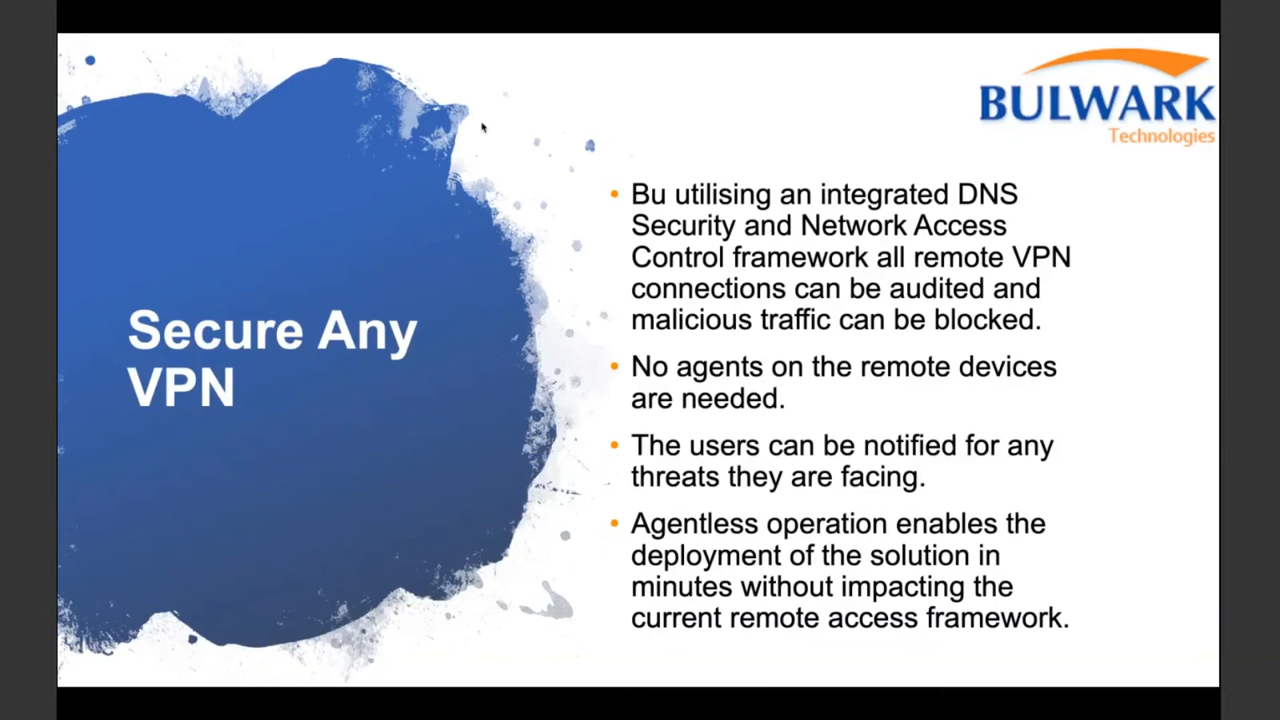 BULWARK
Technologies
Secure Any
VPN
• Bu utilising an integrated DNS
Security and Network Access
Control framework all remote VPN
connections can be audited and
malicious traffic can be blocked.
• No agents on the remote devices
are needed.
• The users can be notified for any
threats they are facing.
• Agentless operation enables the
deployment of the solution in
minutes without impacting the
current remote access framework.